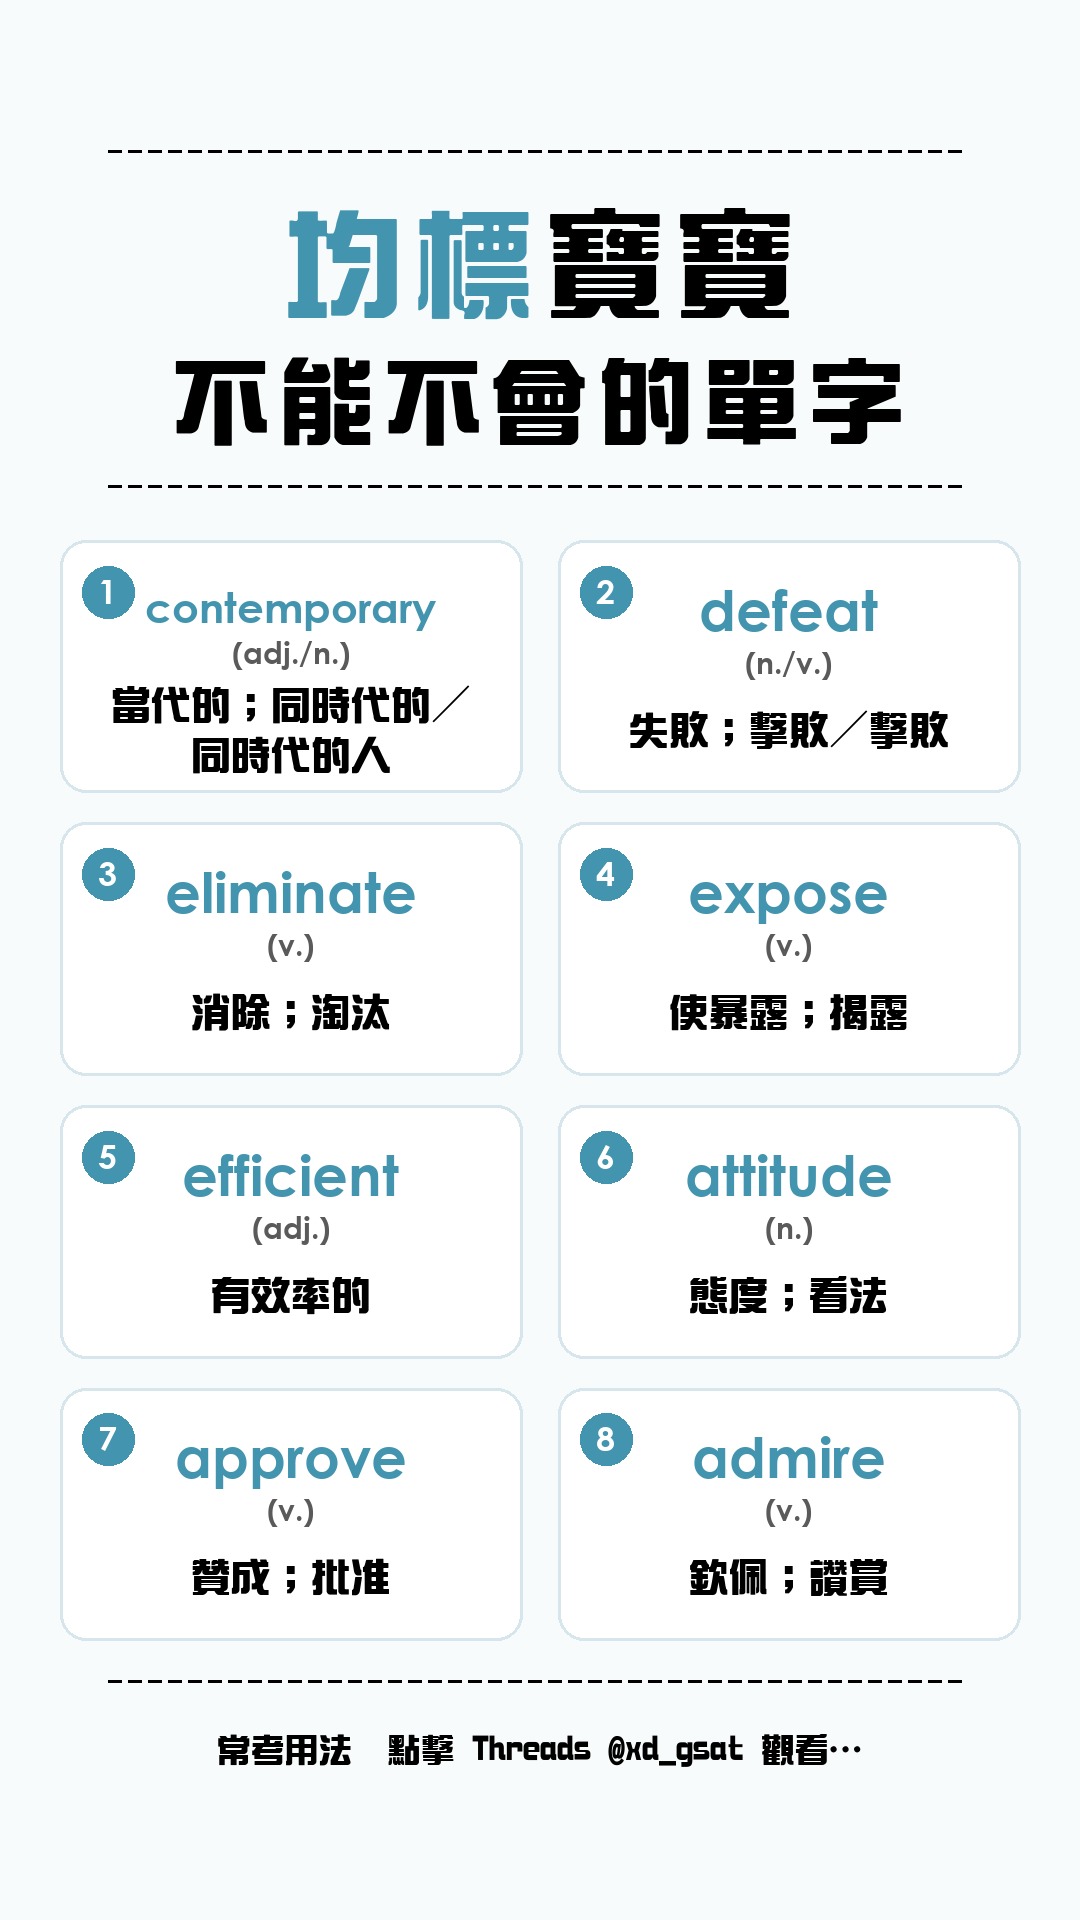 均標寶寶
不能不會的單字
1
contemporary
(adj./n.)
當代的；同時代的／
同時代的人
2
defeat
(n./v.)
失敗；擊敗／擊敗
3
eliminate
(v.)
消除；淘汰
4
expose
(v.)
使暴露；揭露
5
efficient
(adj.)
有效率的
6
attitude
(n.)
態度；看法
7
approve
(v.)
贊成；批准
8
admire
(v.)
欽佩；讚賞
常考用法　點擊 Threads @xd_gsat 觀看…